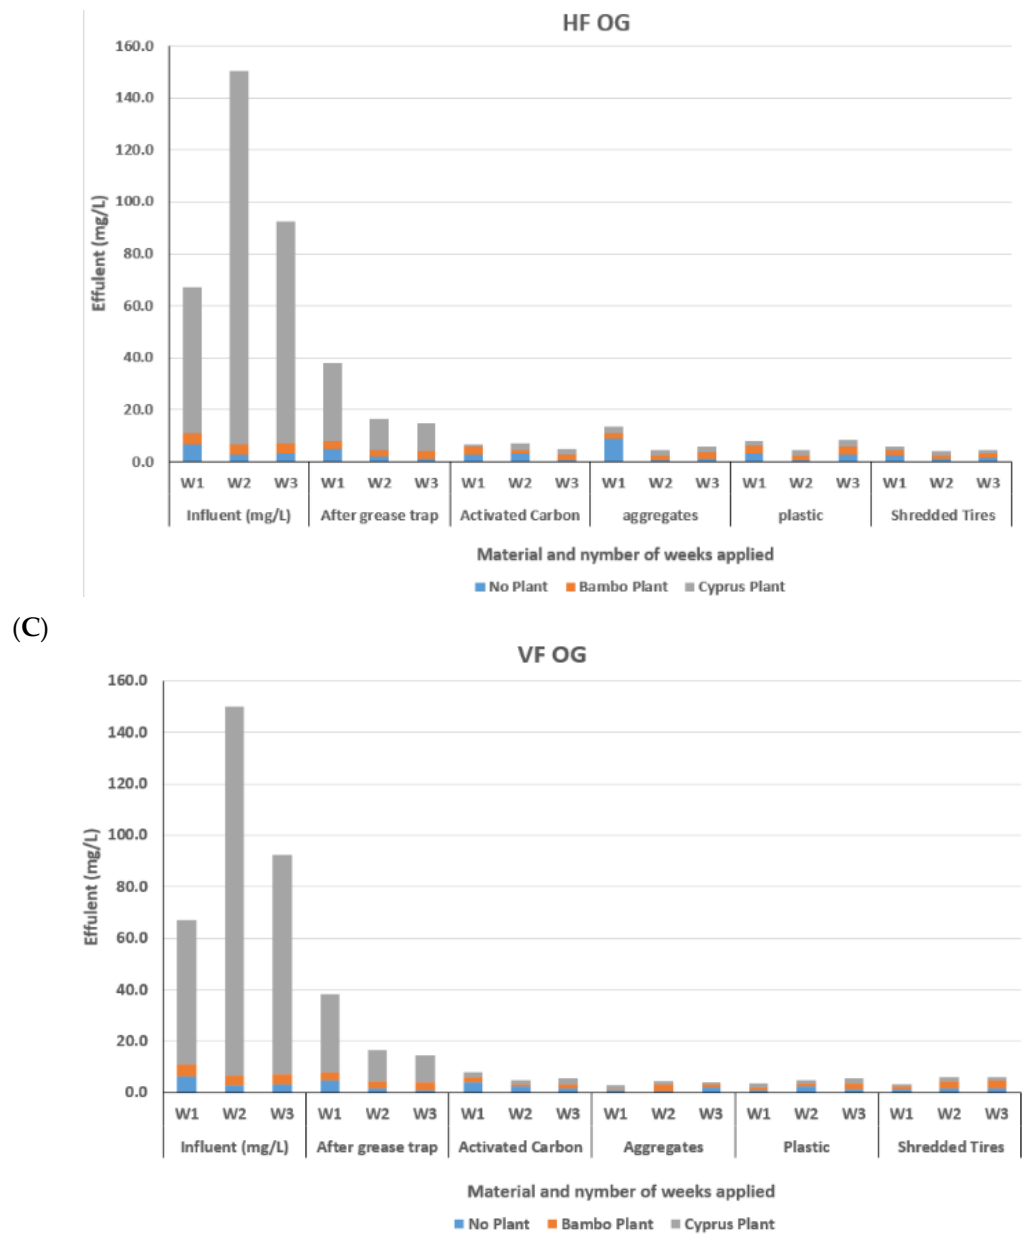 HF OG
160.0
140.0
120.0
100.0
80.0
60.0
40.0
20.0
0.0
Effulent (mg/L)
W1 W2 W3 W1 W2 W3 W1 W2 W3 W1 W2 W3 W1 W2 W3 W1 W2 W3
Influent (mg/L) After grease trap Activated Carbon aggregates plastic Shredded Tires
Material and nymber of weeks applied
No Plant Bambo Plant Cyprus Plant
(C)
VF OG
160.0
140.0
120.0
100.0
80.0
60.0
40.0
20.0
0.0
Effulent (mg/L)
W1 W2 W3 W1 W2 W3 W1 W2 W3 W1 W2 W3 W1 W2 W3 W1 W2 W3
Influent (mg/L) After grease trap Activated Carbon Aggregates Plastic Shredded Tires
Material and nymber of weeks applied
No Plant Bambo Plant Cyprus Plant